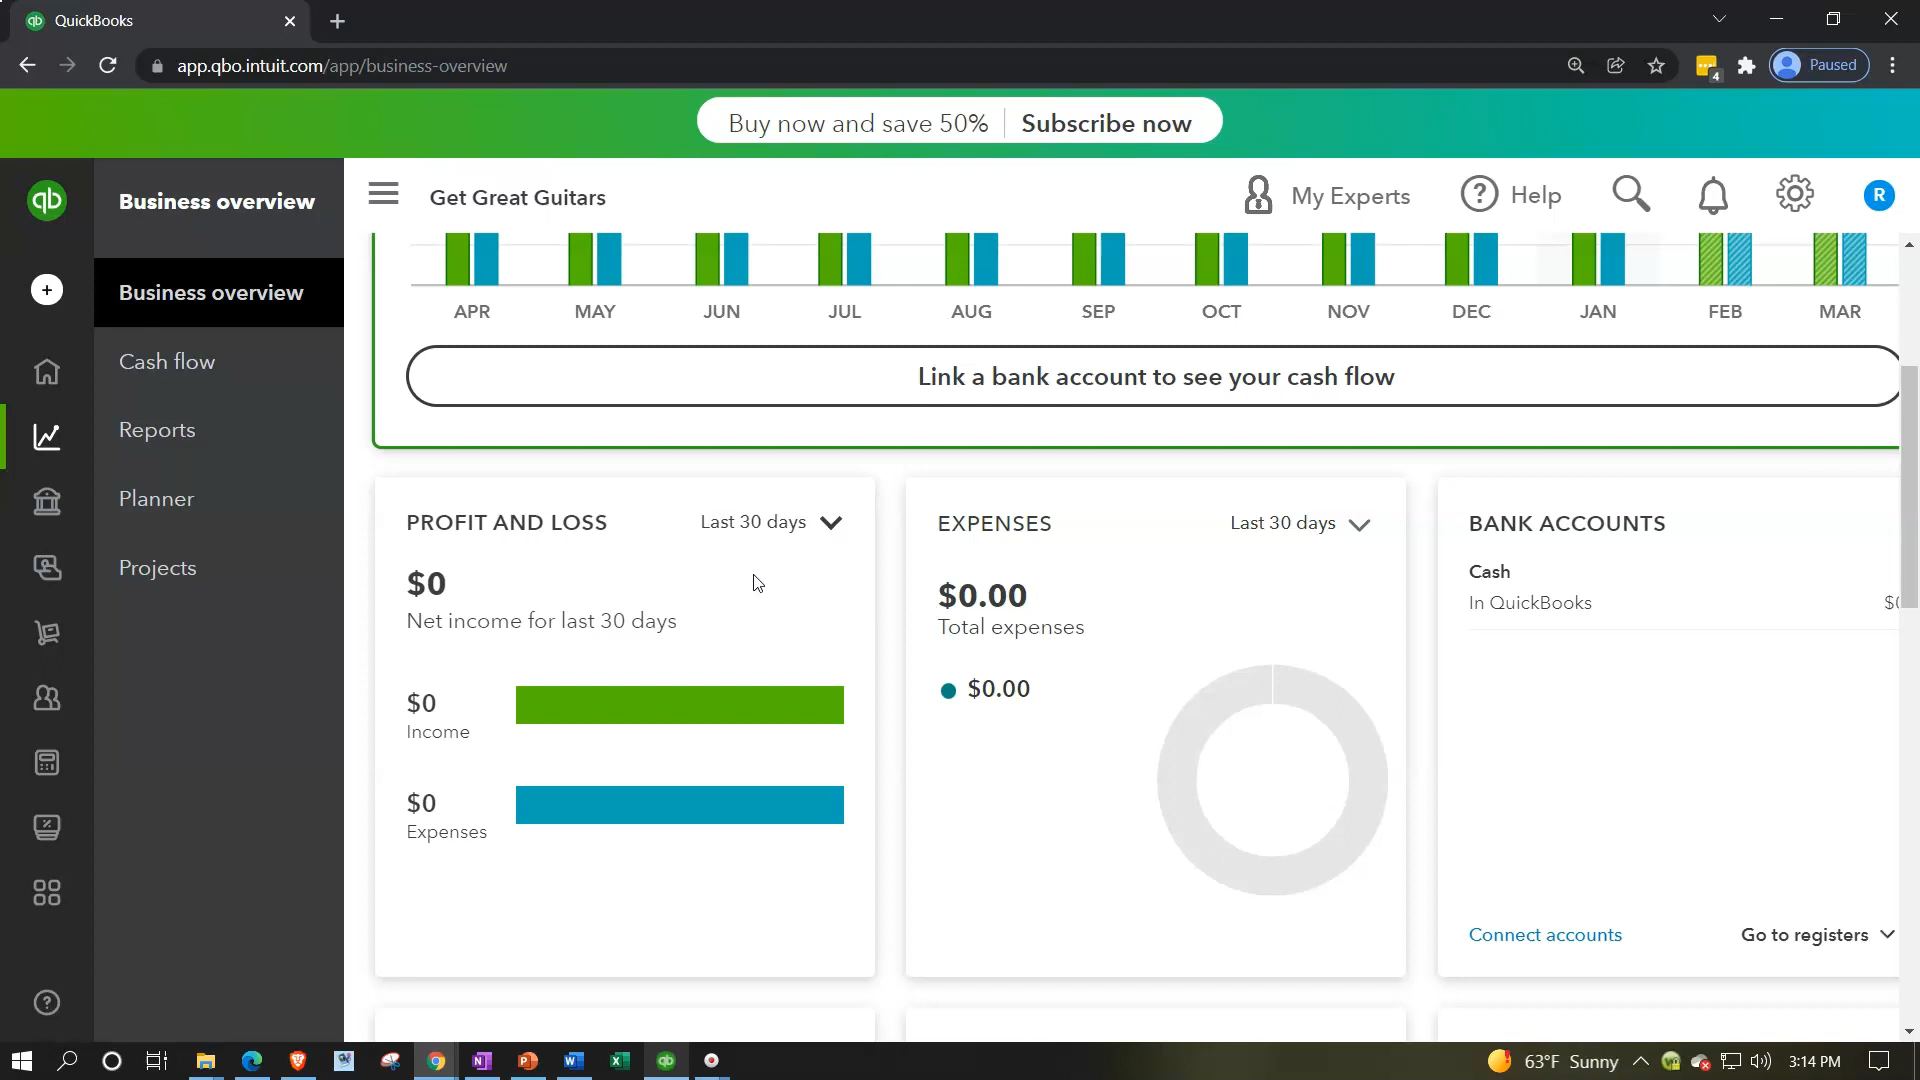 QuickBooks
app.qbo.intuit.com/app/business-overview
4
Paused
Buy now and save 50% Subscribe now
qb
Business overview
Get Great Guitars
My Experts
Help
R
Business overview
Cash flow
Reports
Planner
Projects
APR MAY JUN JUL AUG SEP OCT NOV DEC JAN FEB MAR
Link a bank account to see your cash flow
PROFIT AND LOSS
Last 30 days
$0
Net income for last 30 days
$0
Income
$0
Expenses
EXPENSES
Last 30 days
$0.00
Total expenses
$0.00
BANK ACCOUNTS
Cash
In QuickBooks
Connect accounts
Go to registers
63°F Sunny
3:14 PM